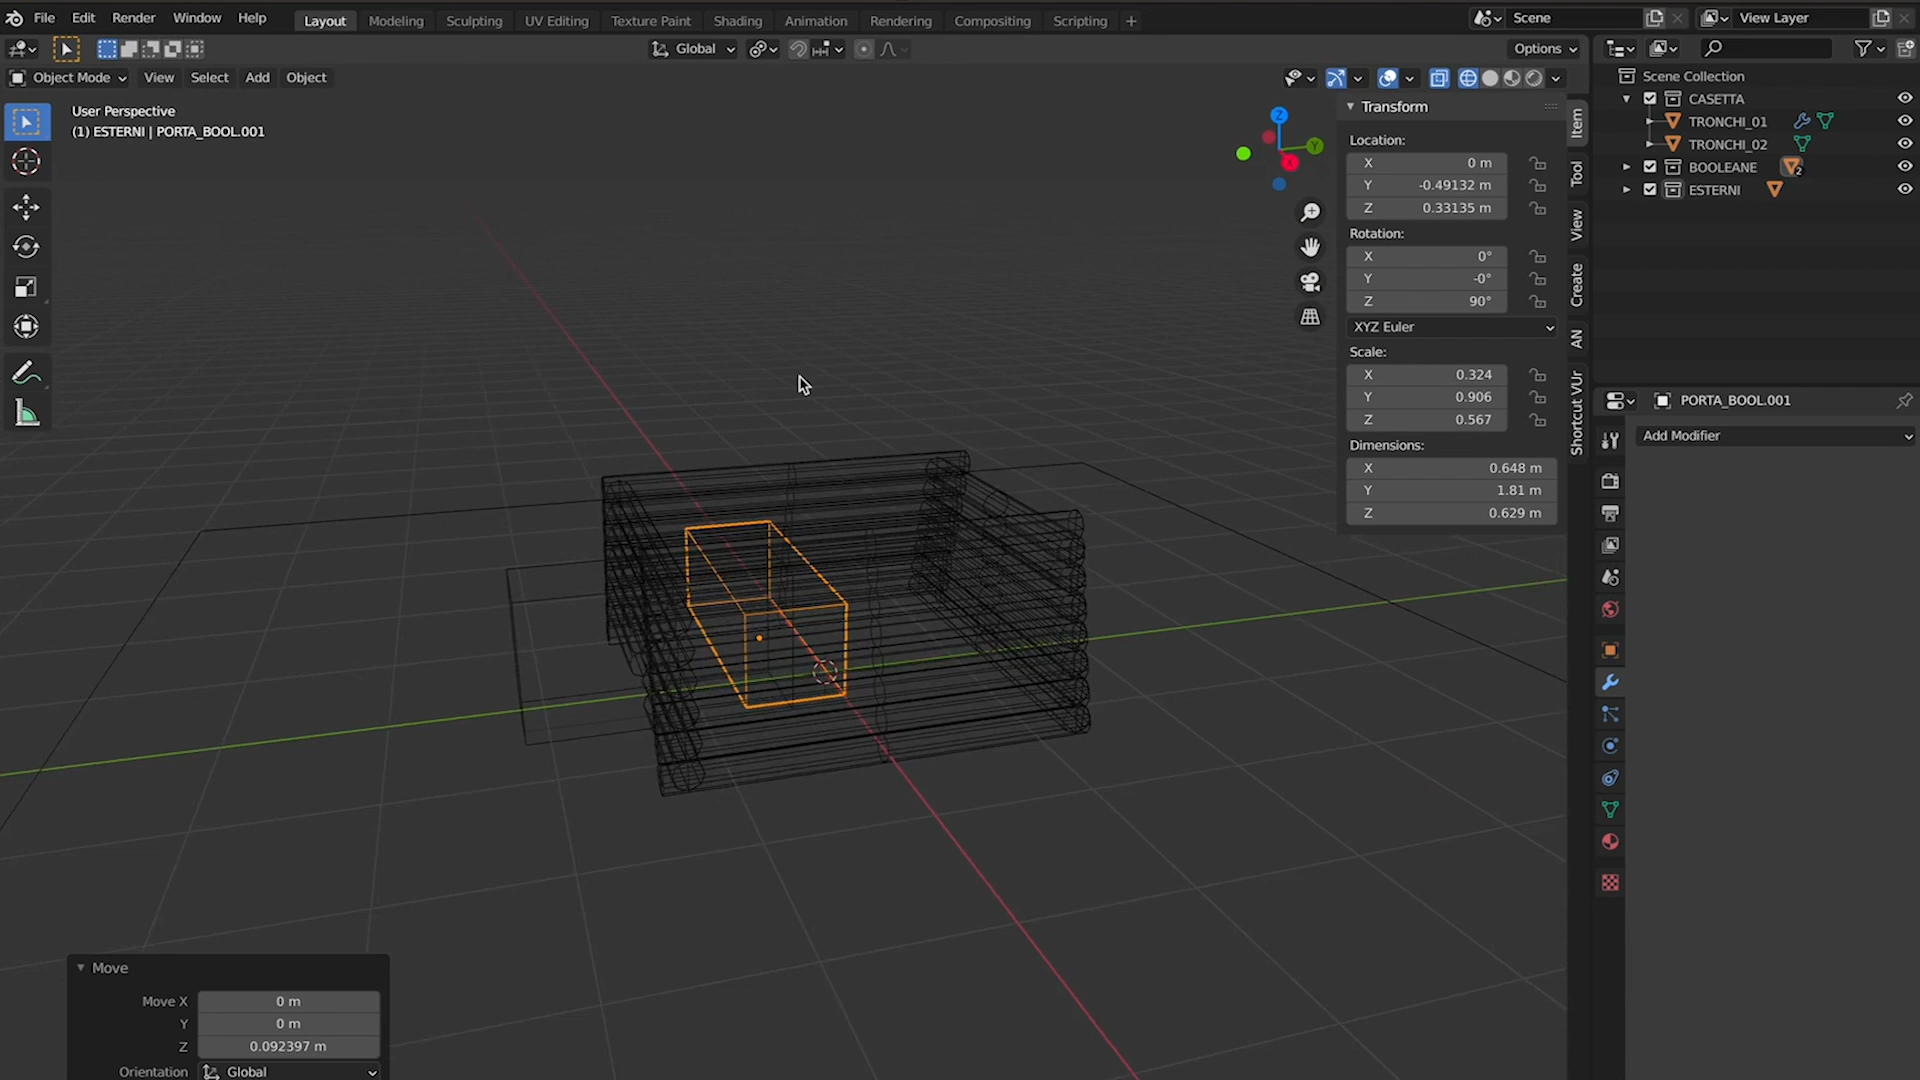 File Edit Render Window Help Layout Modeling Sculpting UV Editing Texture Paint Shading Animation Rendering Compositing Scripting + Scene View Layer
Global Options
Object Mode View Select Add Object
User Perspective
(1) ESTERNI | PORTA_BOOL.001
Z
Y
X
Transform
Location:
X 0 m
Y -0.49132 m
Z 0.33135 m
Rotation:
X 0°
Y -0°
Z 90°
XYZ Euler
Scale:
X 0.324
Y 0.906
Z 0.567
Dimensions:
X 0.648 m
Y 1.81 m
Z 0.629 m
Item
Tool
View
Create
AN
Shortcut VUr
Scene Collection
CASETTA
TRONCHI_01
TRONCHI_02
BOOLEANE 2
ESTERNI
PORTA_BOOL.001
Add Modifier
Move
Move X 0 m
Y 0 m
Z 0.092397 m
Orientation Global